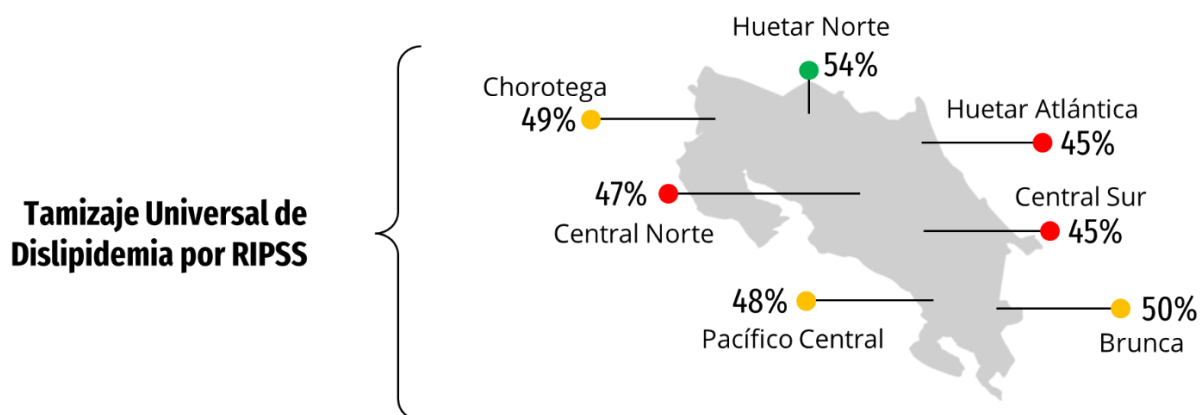 Tamizaje Universal de
Dislipidemia por RIPSS
Huetar Norte
54%
Chorotega
49%
Huetar Atlántica
45%
47%
Central Norte
Central Sur
45%
48%
Pacífico Central
50%
Brunca